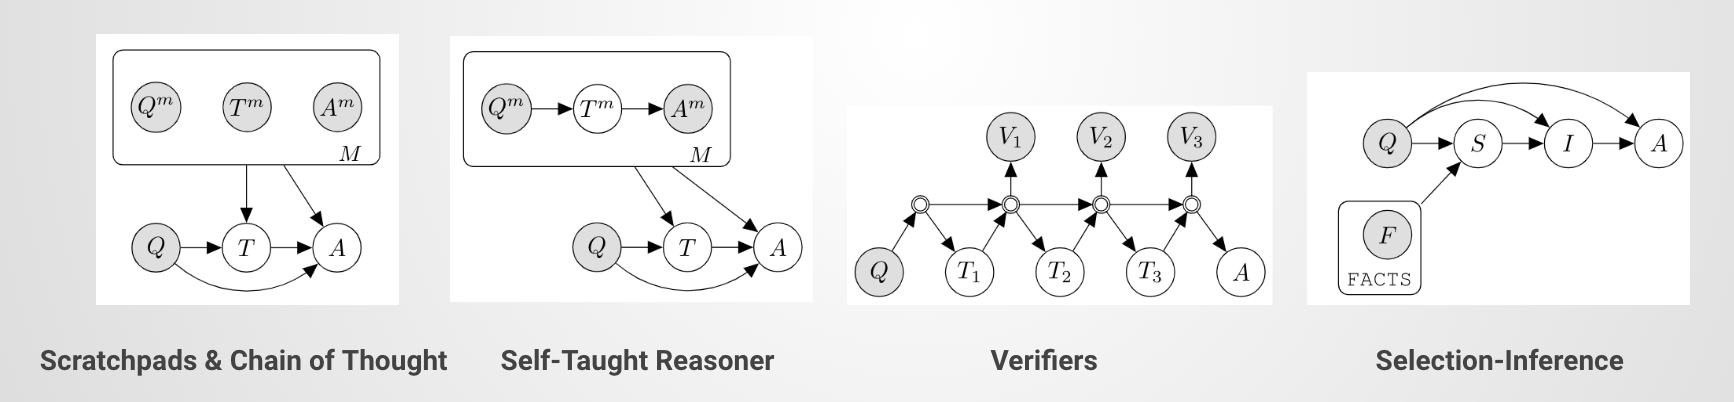 Q^m T^m A^m
M
Q T A
Scratchpads & Chain of Thought
Q^m T^m A^m
M
Q T A
Self-Taught Reasoner
V_1 V_2 V_3
Q T_1 T_2 T_3 A
Verifiers
Q S I A
F
FACTS
Selection-Inference